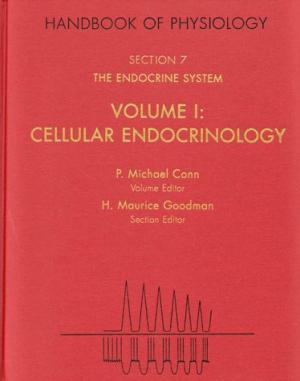 HANDBOOK OF PHYSIOLOGY
SECTION 7
THE ENDOCRINE SYSTEM
VOLUME I:
CELLULAR ENDOCRINOLOGY
P. Michael Conn
Volume Editor
H. Maurice Goodman
Section Editor